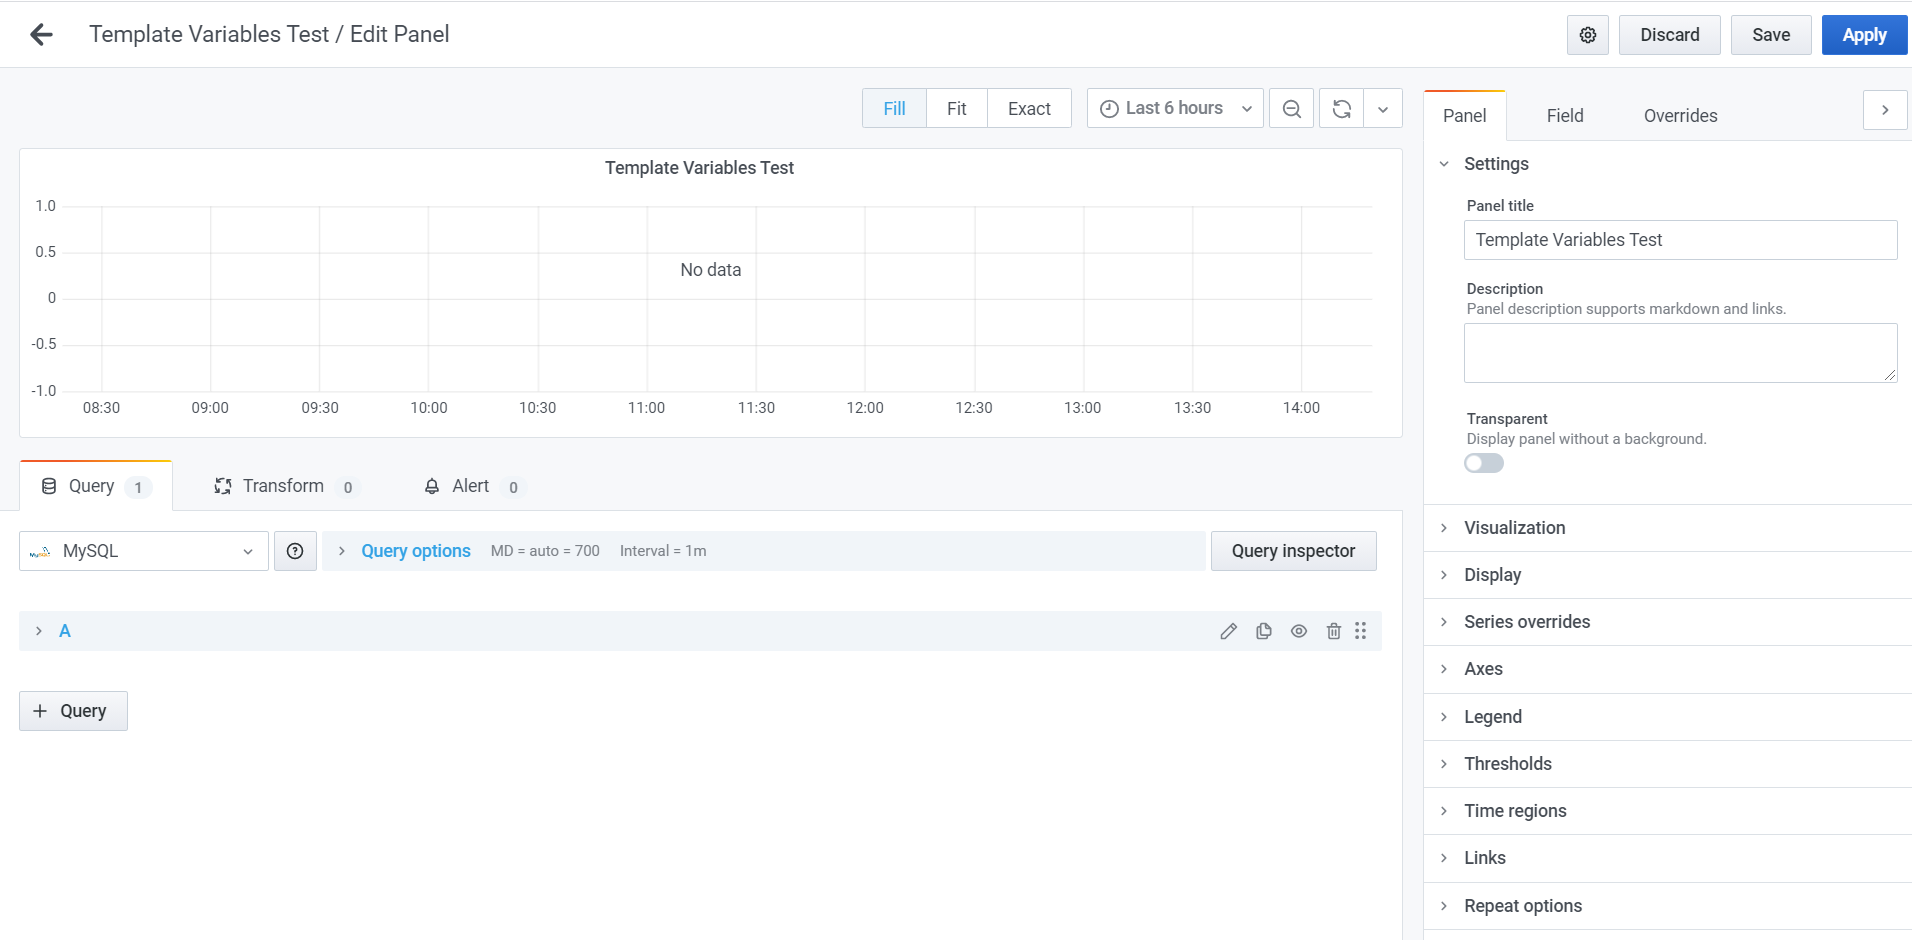 Template Variables Test / Edit Panel
Discard
Save
Apply
Fill
Fit
Exact
Last 6 hours
Template Variables Test
1.0
0.5
0
-0.5
-1.0
No data
08:30 09:00 09:30 10:00 10:30 11:00 11:30 12:00 12:30 13:00 13:30 14:00
Query 1
Transform 0
Alert 0
MySQL
Query options MD = auto = 700 Interval = 1m
Query inspector
A
+ Query
Panel
Field
Overrides
Settings
Panel title
Template Variables Test
Description
Panel description supports markdown and links.
Transparent
Display panel without a background.
Visualization
Display
Series overrides
Axes
Legend
Thresholds
Time regions
Links
Repeat options